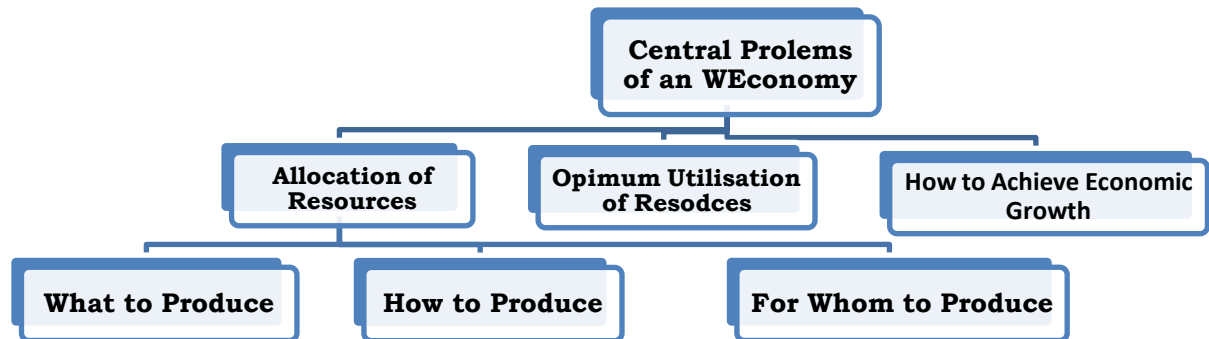 Central Prolems
of an WEconomy
Allocation of
Resources
Opimum Utilisation
of Resodces
How to Achieve Economic
Growth
What to Produce
How to Produce
For Whom to Produce